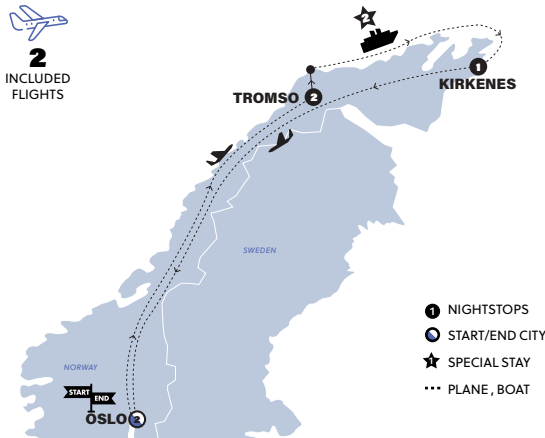 2
INCLUDED
FLIGHTS
2
1
KIRKENES
TROMSO 2
SWEDEN
NORWAY
START
END
OSLO 2
1 NIGHTSTOPS
START/END CITY
1 SPECIAL STAY
PLANE , BOAT